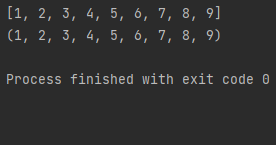 [1, 2, 3, 4, 5, 6, 7, 8, 9]
(1, 2, 3, 4, 5, 6, 7, 8, 9)
Process finished with exit code 0